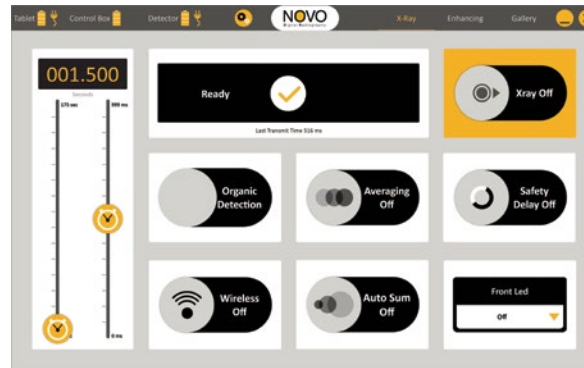 Tablet Control Box Detector NOVO X-Ray Enhancing Gallery
Digital Radiography
001.500
Seconds
175 sec 999 ms
0 ms
Ready
Last Transmit Time 516 ms
Xray Off
Organic
Detection
Averaging
Off
Safety
Delay Off
Wireless
Off
Auto Sum
Off
Front Led
Off